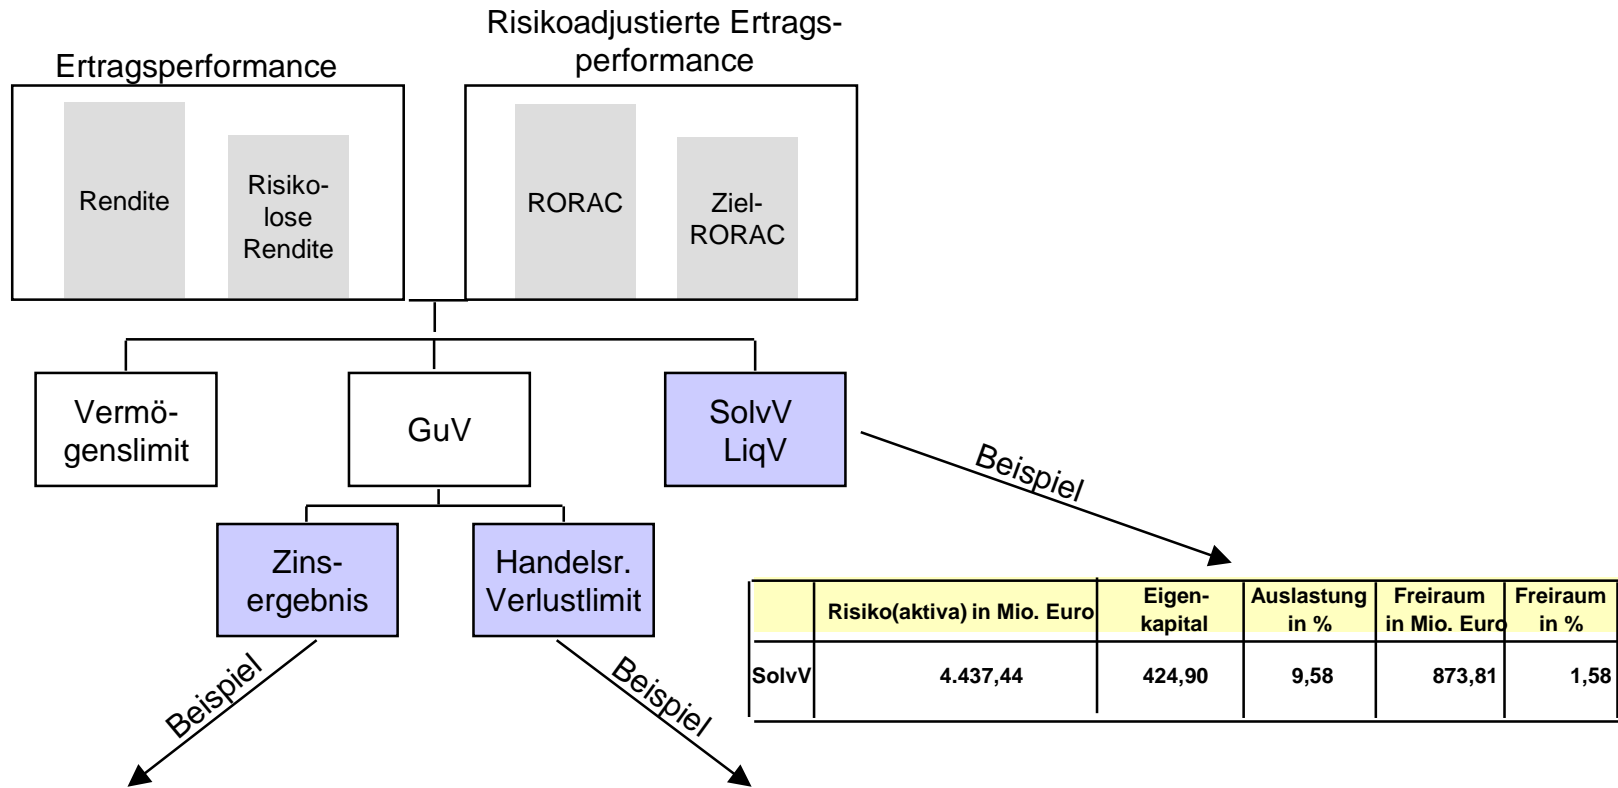 Risikoadjustierte Ertrags-
performance
Ertragsperformance
Rendite
Risiko-
lose
Rendite
RORAC
Ziel-
RORAC
Vermö-
genslimit
GuV
SolvV
LiqV
Beispiel
Zins-
ergebnis
Handelsr.
Verlustlimit
Beispiel
Beispiel
Risiko(aktiva) in Mio. Euro
Eigen-
kapital
Auslastung
in %
Freiraum
in Mio. Euro
Freiraum
in %
SolvV 4.437,44 424,90 9,58 873,81 1,58